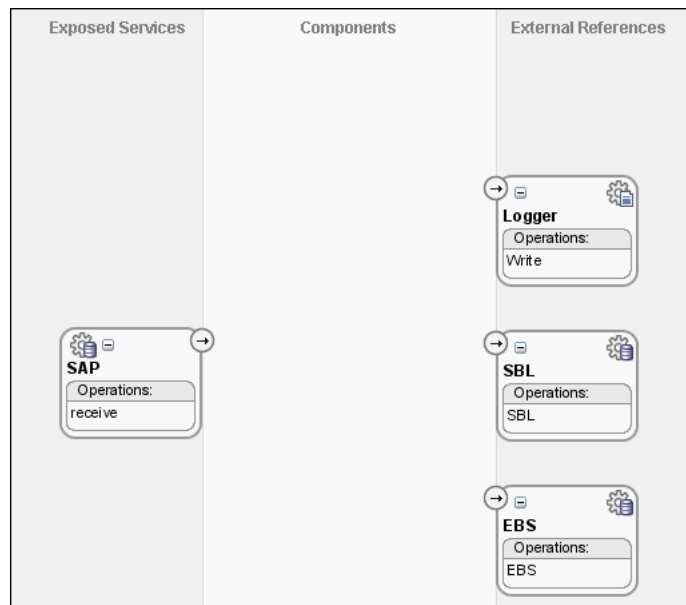 Exposed Services
Components
External References
Logger
Operations:
Write
SAP
Operations:
receive
SBL
Operations:
SBL
EBS
Operations:
EBS